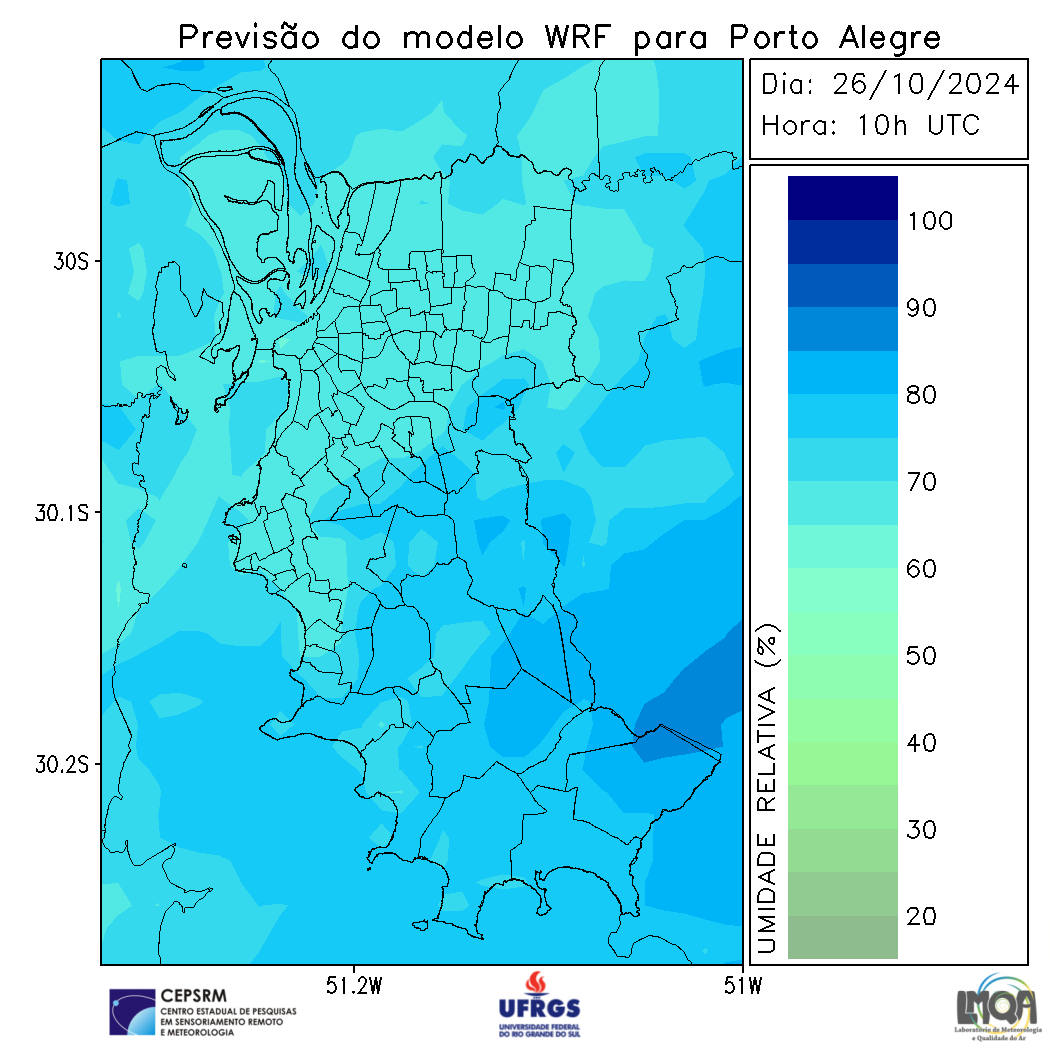 Previsão do modelo WRF para Porto Alegre
Dia: 26/10/2024
Hora: 10h UTC
100
90
80
70
60
50
40
30
20
UMIDADE RELATIVA (%)
30S
30.1S
30.2S
51.2W
51W
CEPSRM
CENTRO ESTADUAL DE PESQUISAS
EM SENSORIAMENTO REMOTO
E METEOROLOGIA
UFRGS
UNIVERSIDADE FEDERAL
DO RIO GRANDE DO SUL
LMQA
Laboratório de Meteorologia
e Qualidade do Ar